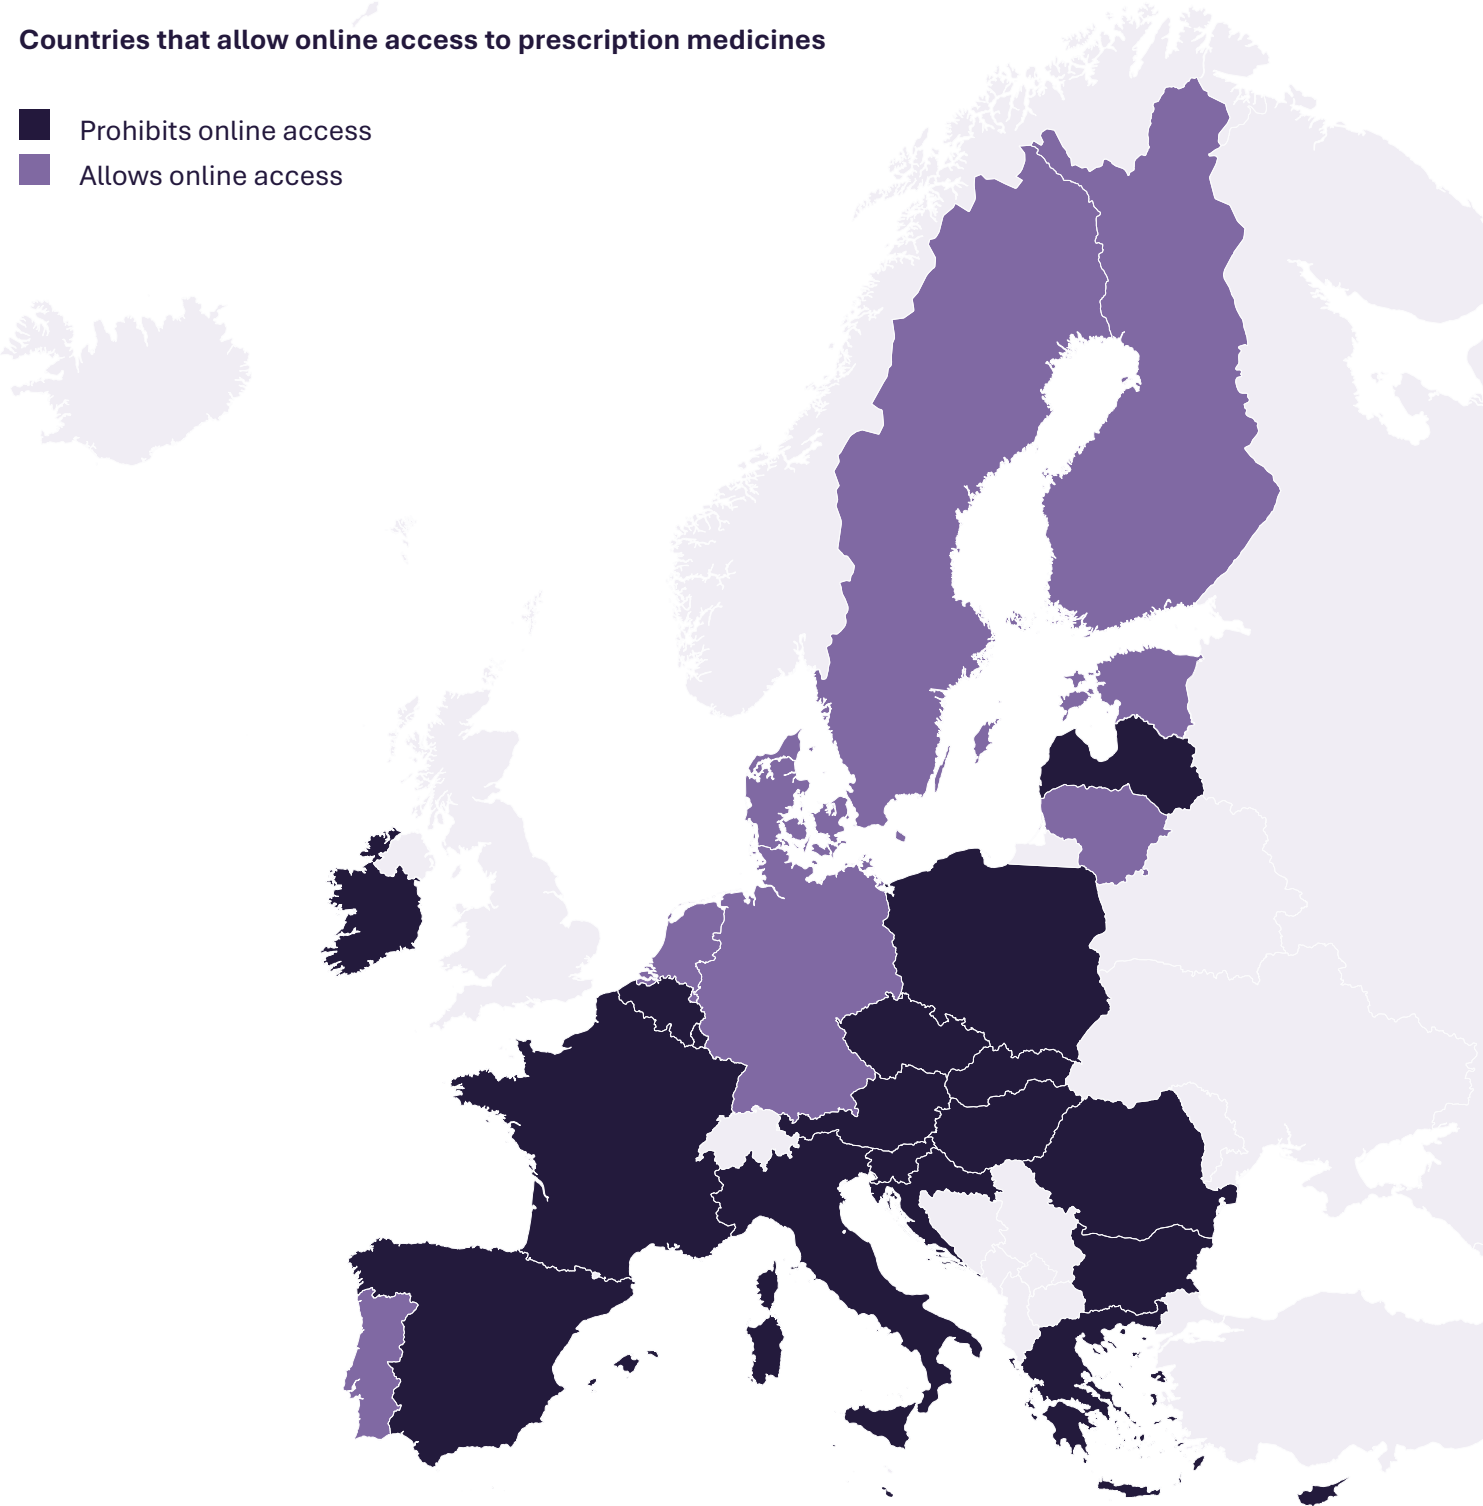 Countries that allow online access to prescription medicines
Prohibits online access
Allows online access